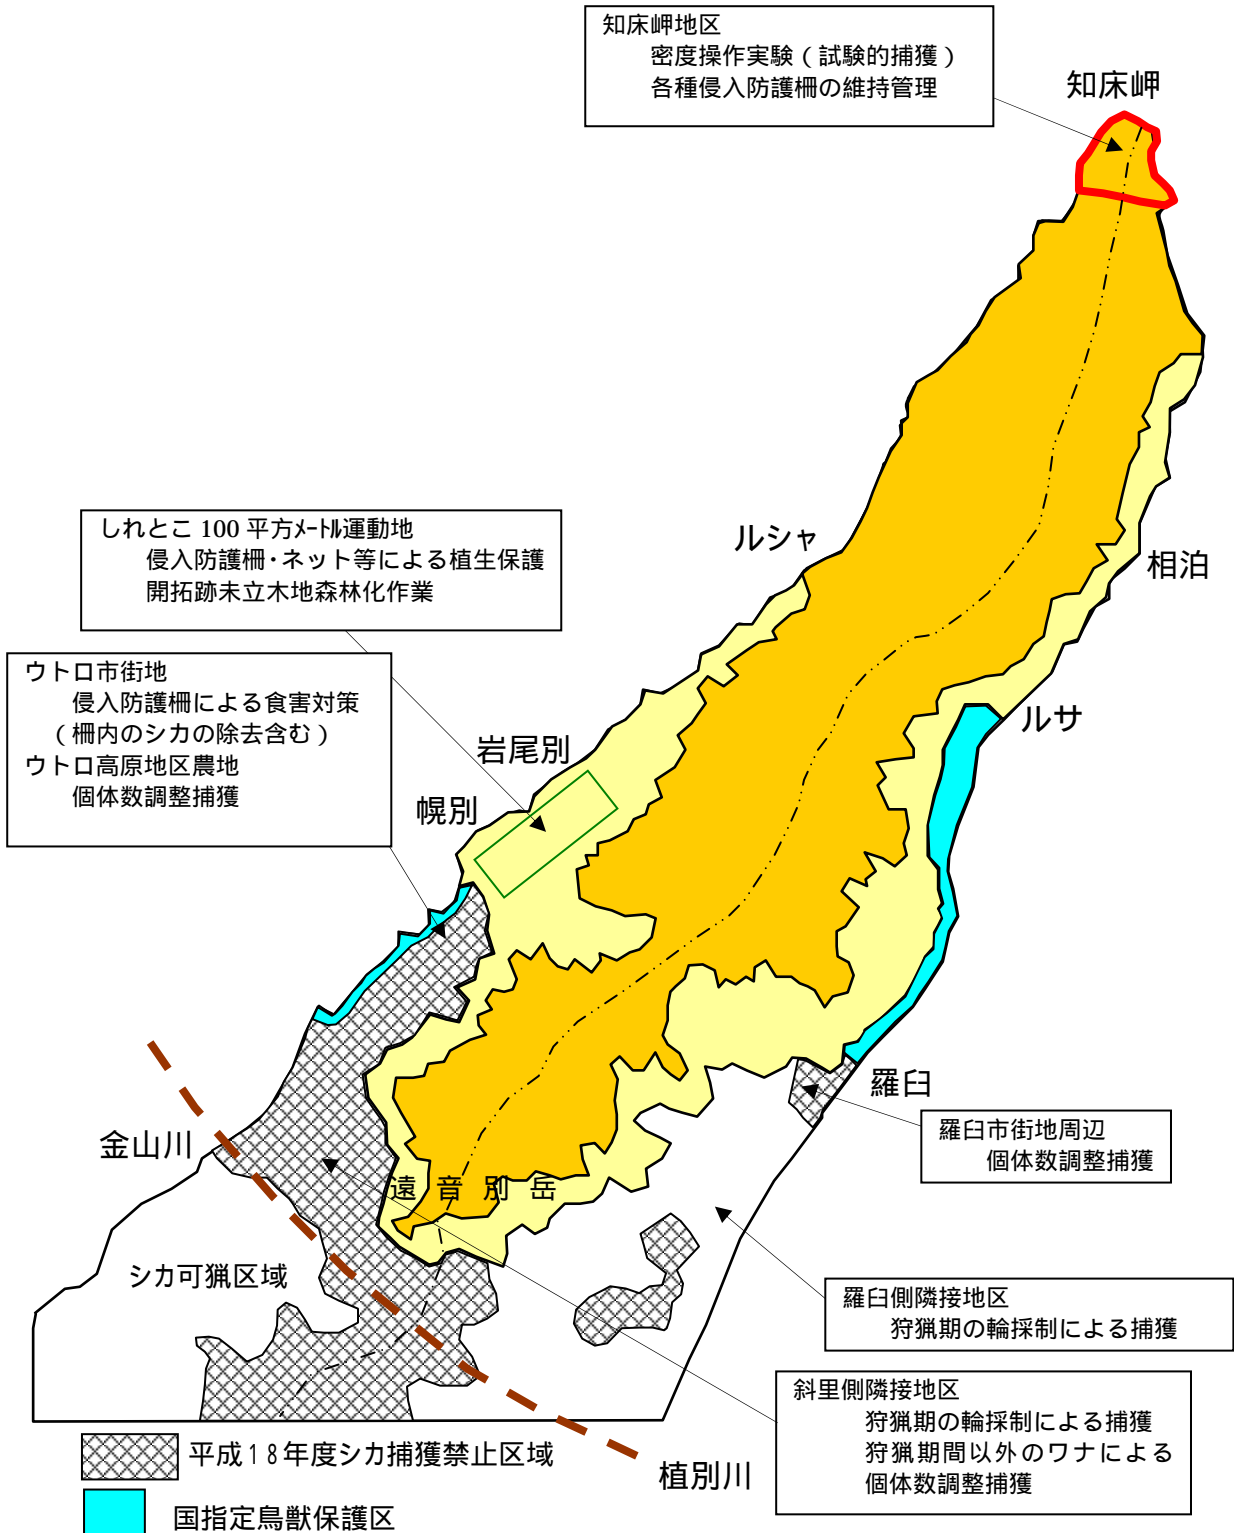 知床岬地区
密度操作実験(試験的捕獲)
各種侵入防護柵の維持管理
知床岬
しれとこ 100 平方メートル運動地
侵入防護柵・ネット等による植生保護
開拓跡未立木地森林化作業
ルシャ
相泊
ウトロ市街地
侵入防護柵による食害対策
(柵内のシカの除去含む)
ウトロ高原地区農地
個体数調整捕獲
岩尾別
幌別
ルサ
羅臼
金山川
羅臼市街地周辺
個体数調整捕獲
遠音別岳
シカ可猟区域
羅臼側隣接地区
狩猟期の輪採制による捕獲
斜里側隣接地区
狩猟期の輪採制による捕獲
狩猟期間以外のワナによる
個体数調整捕獲
平成18年度シカ捕獲禁止区域
植別川
国指定鳥獣保護区